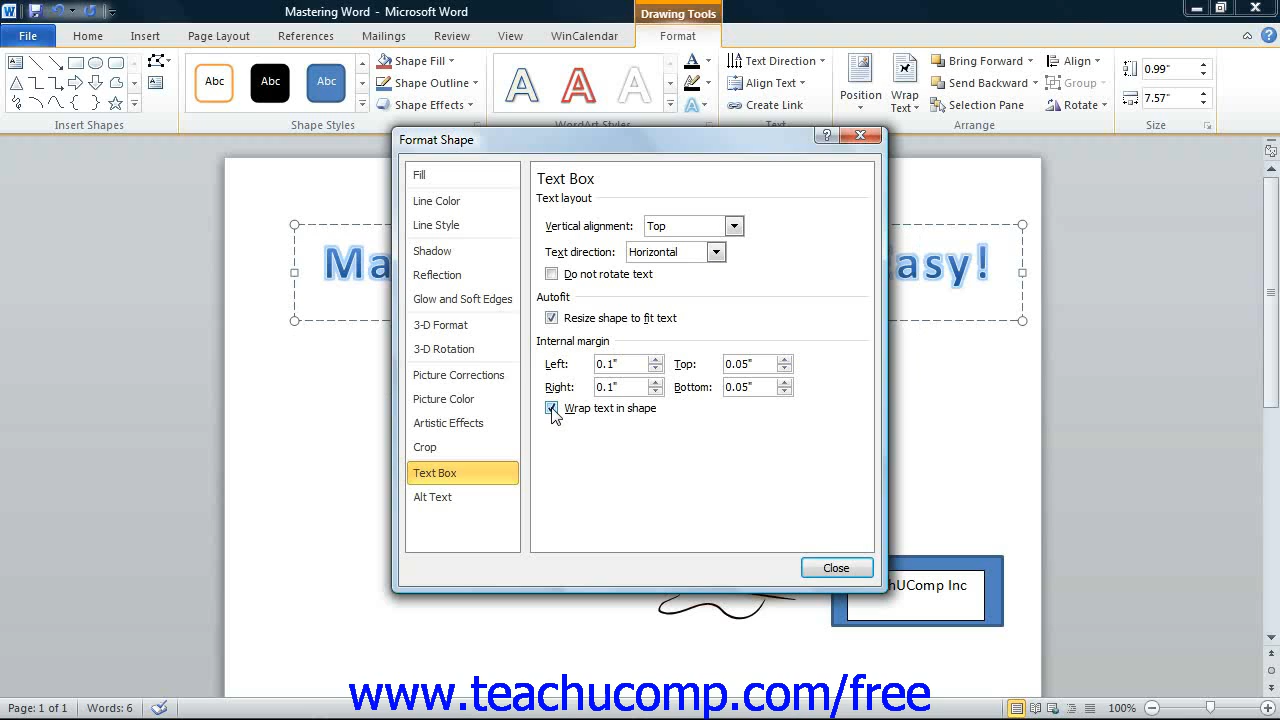 Mastering Word - Microsoft Word
Drawing Tools
File Home Insert Page Layout References Mailings Review View WinCalendar Format
Abc Abc Abc
Shape Fill
Shape Outline
Shape Effects
A A A
Text Direction
Align Text
Create Link
Position
Wrap Text
Bring Forward
Send Backward
Selection Pane
Align
Group
Rotate
0.99"
7.57"
Insert Shapes Shape Styles WordArt Styles Text Arrange Size
Format Shape
Fill
Line Color
Line Style
Shadow
Reflection
Glow and Soft Edges
3-D Format
3-D Rotation
Picture Corrections
Picture Color
Artistic Effects
Crop
Text Box
Alt Text
Text Box
Text layout
Vertical alignment: Top
Text direction: Horizontal
Do not rotate text
Autofit
Resize shape to fit text
Internal margin
Left: 0.1" Top: 0.05"
Right: 0.1" Bottom: 0.05"
Wrap text in shape
Close
Ma
asy!
hUComp Inc
www.teachucomp.com/free
Page: 1 of 1 Words: 6 100%